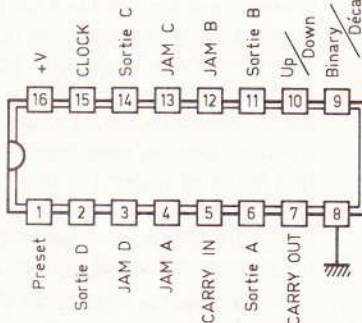 +V
CLOCK
Sortie C
JAM C
JAM B
Sortie B
Up/
Down
Binary/
Déca
16 15 14 13 12 11 10 9
1 2 3 4 5 6 7 8
Preset
Sortie D
JAM D
JAM A
CARRY IN
Sortie A
CARRY OUT